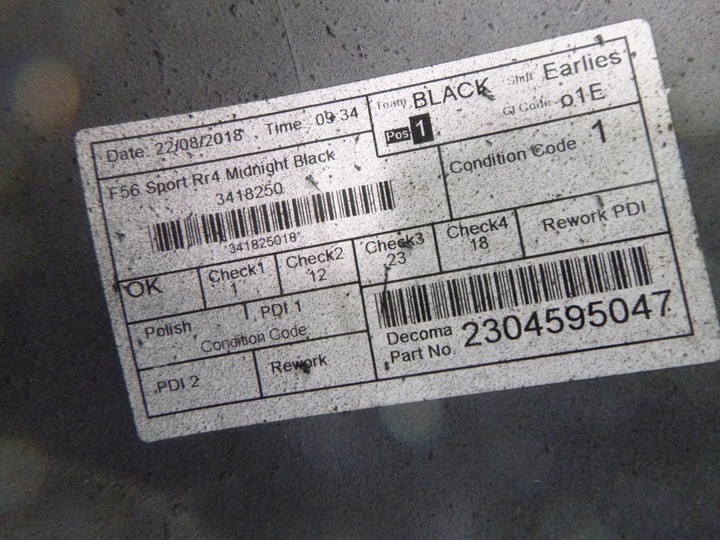 Date 22/08/2018 Time 09 34
Team BLACK Shift Earlies
Pos 1 CJ Code 01E
F56 Sport Rr4 Midnight Black
3418250
*341825018*
Condition Code 1
OK
Check1
1
Check2
12
Check3
23
Check4
18
Rework PDI
Polish
PDI 1
Condition Code
Decoma
Part No. 2304595047
PDI 2
Rework